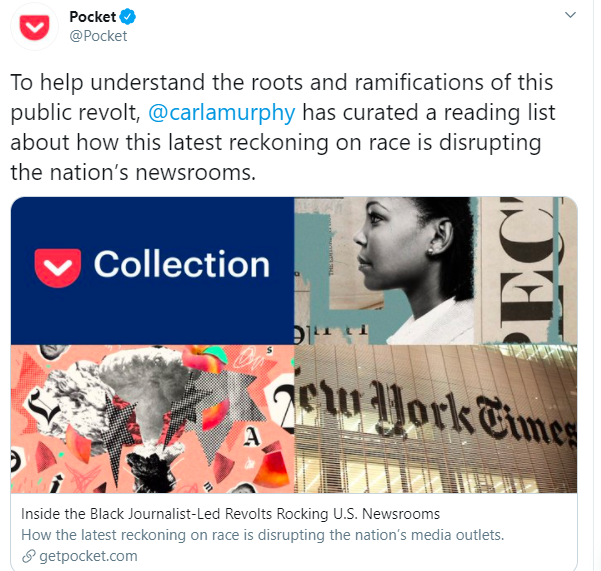 Pocket
@Pocket
To help understand the roots and ramifications of this
public revolt, @carlamurphy has curated a reading list
about how this latest reckoning on race is disrupting
the nation's newsrooms.
Collection
PEC
ew York Times
A
Inside the Black Journalist-Led Revolts Rocking U.S. Newsrooms
How the latest reckoning on race is disrupting the nation's media outlets.
getpocket.com